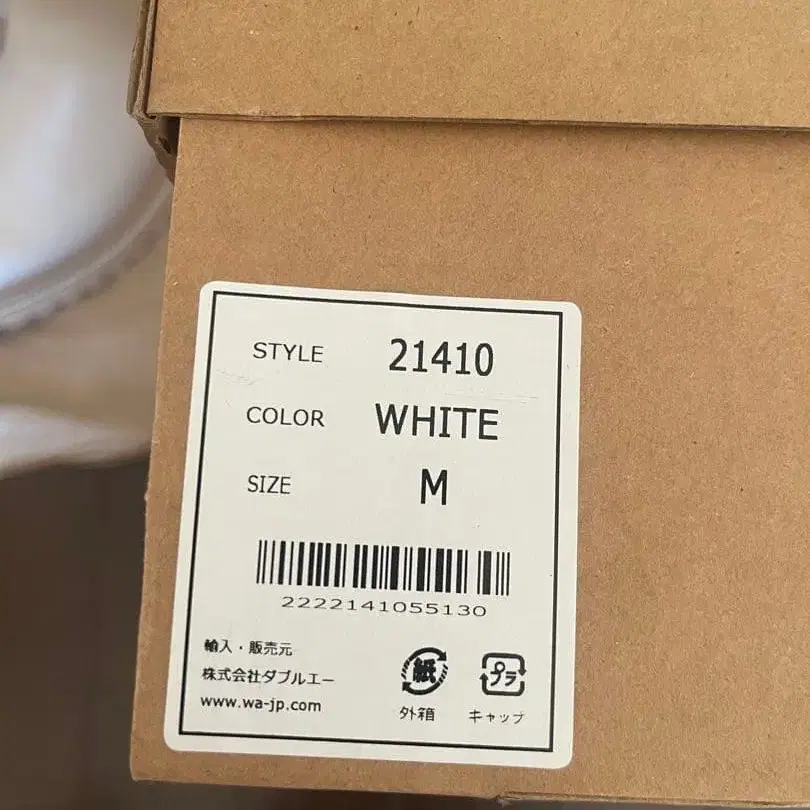 STYLE 21410
COLOR WHITE
SIZE M
2222141055130
輸入・販売元
株式会社ダブルエー
www.wa-jp.com
紙
外箱
プラ
キャップ